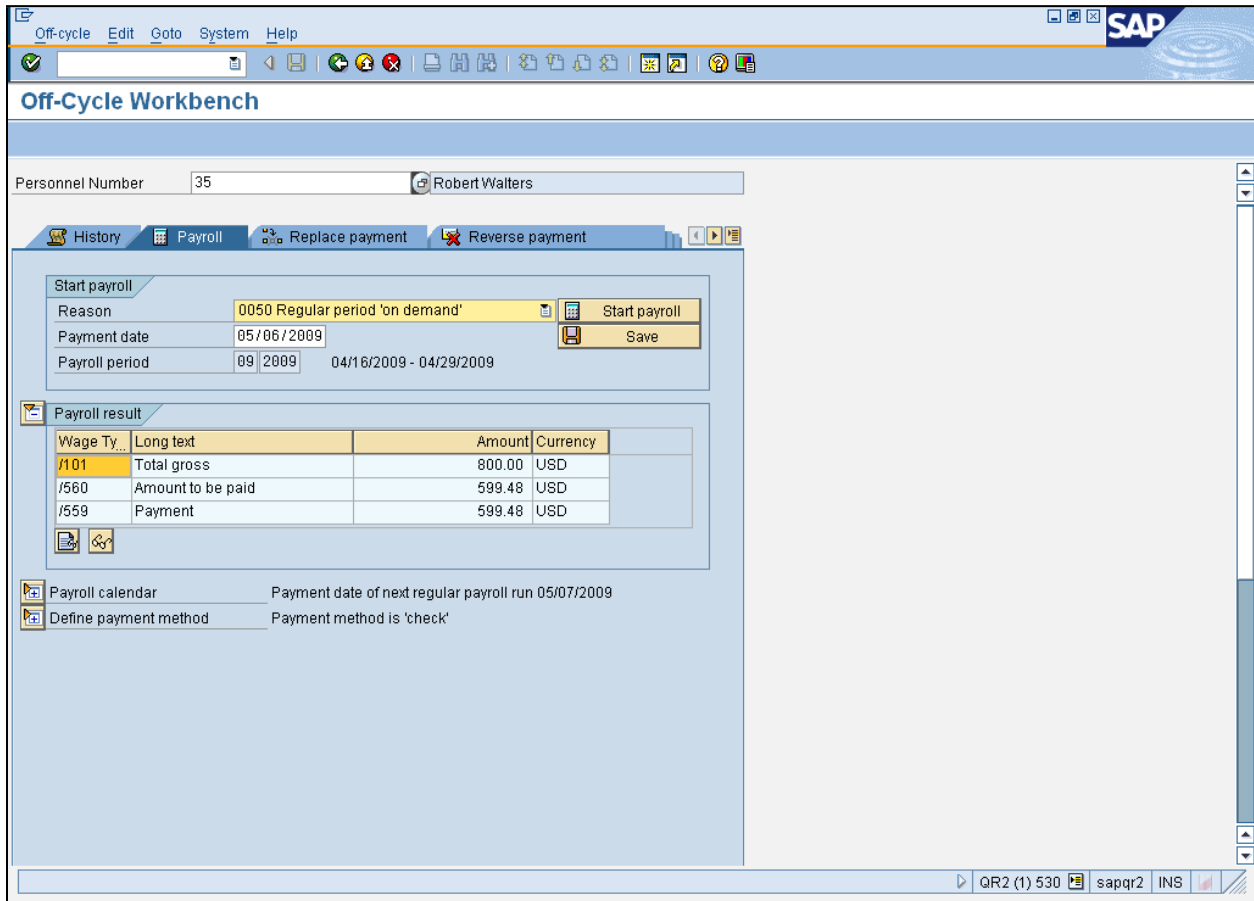 Off-cycle Edit Goto System Help
SAP
Off-Cycle Workbench
Personnel Number 35 Robert Walters
History Payroll Replace payment Reverse payment
Start payroll
Reason 0050 Regular period 'on demand' Start payroll
Payment date 05/06/2009 Save
Payroll period 09 2009 04/16/2009 - 04/29/2009
Payroll result
Wage Ty... Long text Amount Currency
/101 Total gross 800.00 USD
/560 Amount to be paid 599.48 USD
/559 Payment 599.48 USD
Payroll calendar Payment date of next regular payroll run 05/07/2009
Define payment method Payment method is 'check'
QR2 (1) 530 sapqr2 INS